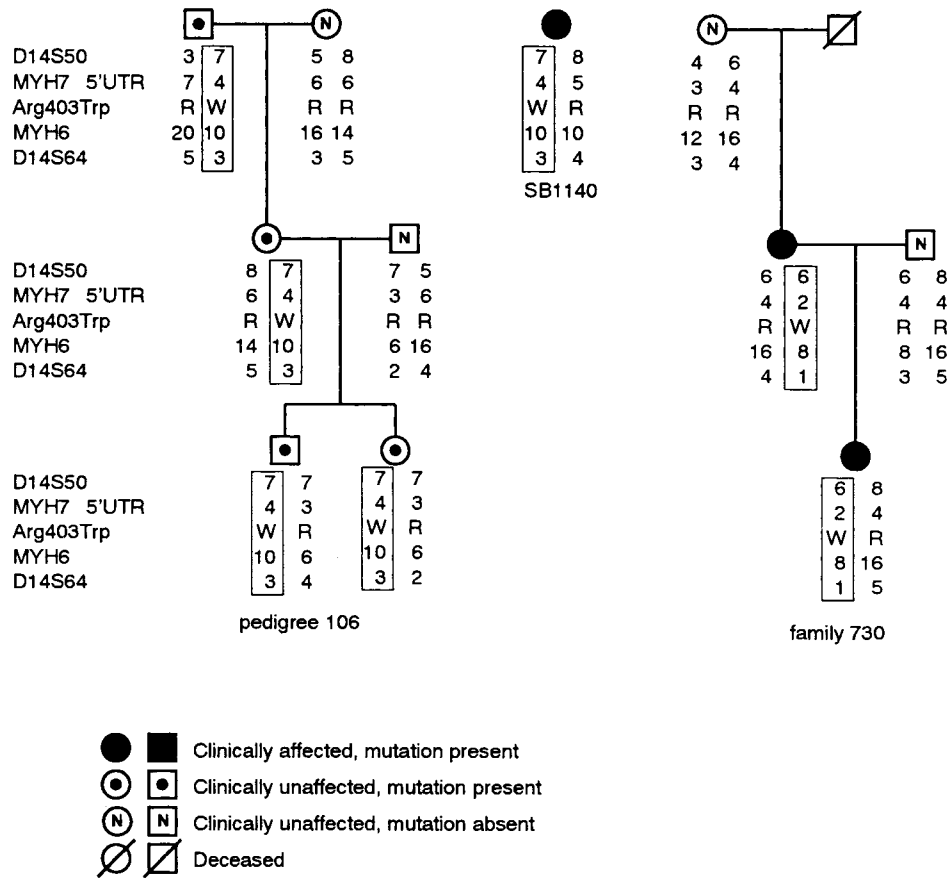 N N
D14S50 3 7 5 8 7 8 4 6
MYH7 5'UTR 7 4 6 6 4 5 3 4
Arg403Trp R W R R W R R R
MYH6 20 10 16 14 10 10 12 16
D14S64 5 3 3 5 3 4 3 4
SB1140
N N
D14S50 8 7 7 5 6 6 6 8
MYH7 5'UTR 6 4 3 6 4 2 4 4
Arg403Trp R W R R R W R R
MYH6 14 10 6 16 16 8 8 16
D14S64 5 3 2 4 4 1 3 5
D14S50 7 7 7 7 6 8
MYH7 5'UTR 4 3 4 3 2 4
Arg403Trp W R W R W R
MYH6 10 6 10 6 8 16
D14S64 3 4 3 2 1 5
pedigree 106 family 730
Clinically affected, mutation present
Clinically unaffected, mutation present
N N Clinically unaffected, mutation absent
Deceased